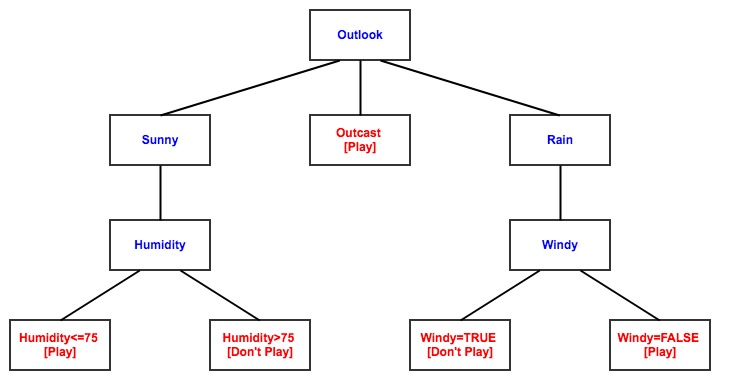 Outlook
Sunny
Outcast
[Play]
Rain
Humidity
Windy
Humidity<=75
[Play]
Humidity>75
[Don't Play]
Windy=TRUE
[Don't Play]
Windy=FALSE
[Play]